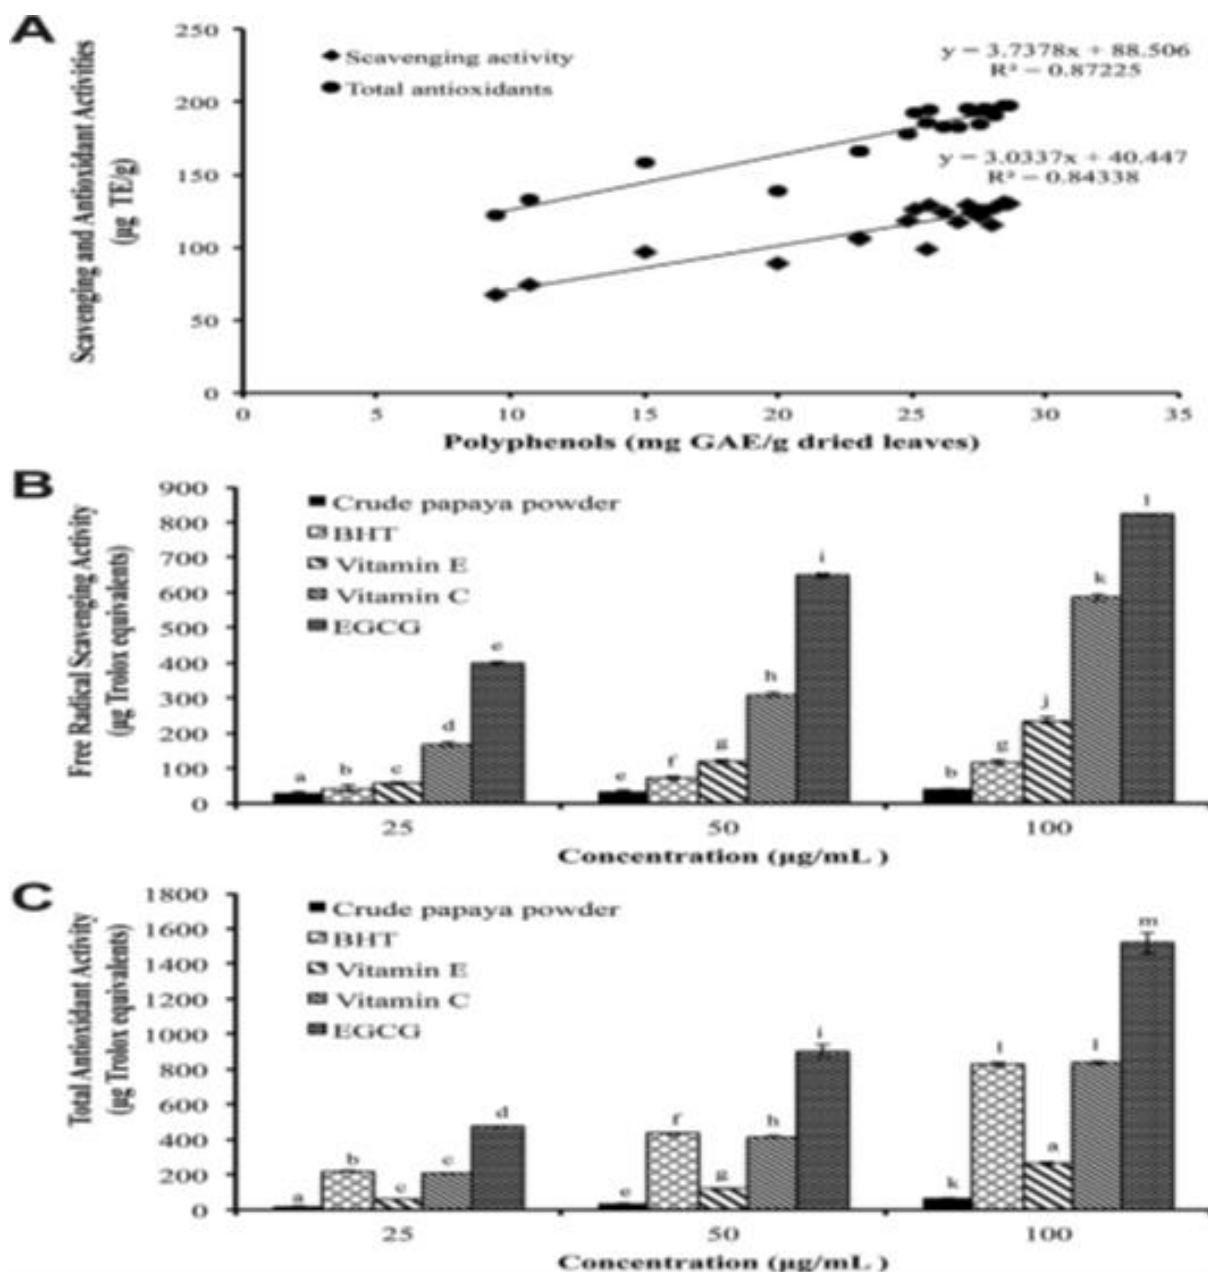 A
Scavenging and Antioxidant Activities
(µg TE/g)
250
200
150
100
50
0
Scavenging activity
Total antioxidants
y = 3.7378x + 88.506
R² = 0.87225
y = 3.0337x + 40.447
R² = 0.84338
0 5 10 15 20 25 30 35
Polyphenols (mg GAE/g dried leaves)
B
Free Radical Scavenging Activity
(µg Trolox equivalents)
900
800
700
600
500
400
300
200
100
0
Crude papaya powder
BHT
Vitamin E
Vitamin C
EGCG
a b c d e
e f g h i
b g j k l
25 50 100
Concentration (µg/mL )
C
Total Antioxidant Activity
(µg Trolox equivalents)
1800
1600
1400
1200
1000
800
600
400
200
0
Crude papaya powder
BHT
Vitamin E
Vitamin C
EGCG
a b c c d
e f g h i
k l a l m
25 50 100
Concentration (µg/mL )